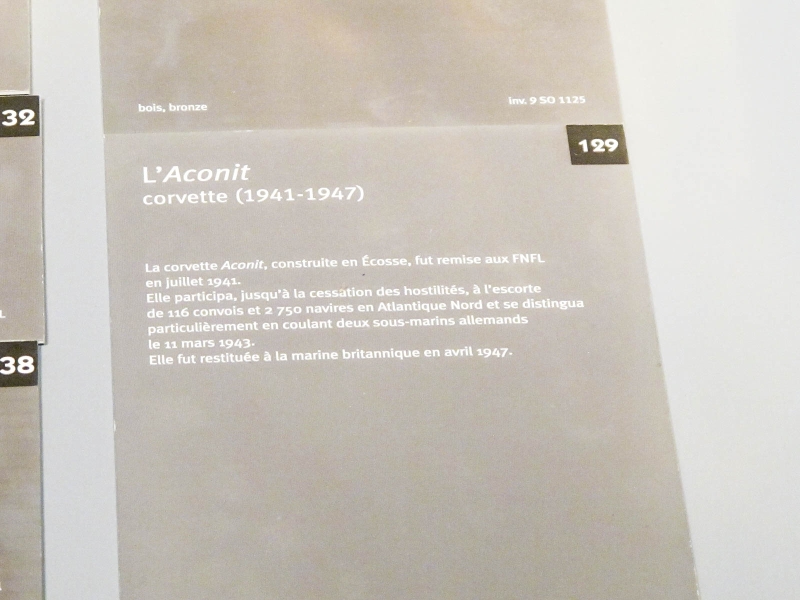 bois, bronze
inv. 9 SO 1125
32
129
L'Aconit
corvette (1941-1947)
La corvette Aconit, construite en Écosse, fut remise aux FNFL
en juillet 1941.
Elle participa, jusqu'à la cessation des hostilités, à l'escorte
de 116 convois et 2 750 navires en Atlantique Nord et se distingua
particulièrement en coulant deux sous-marins allemands
le 11 mars 1943.
Elle fut restituée à la marine britannique en avril 1947.
38